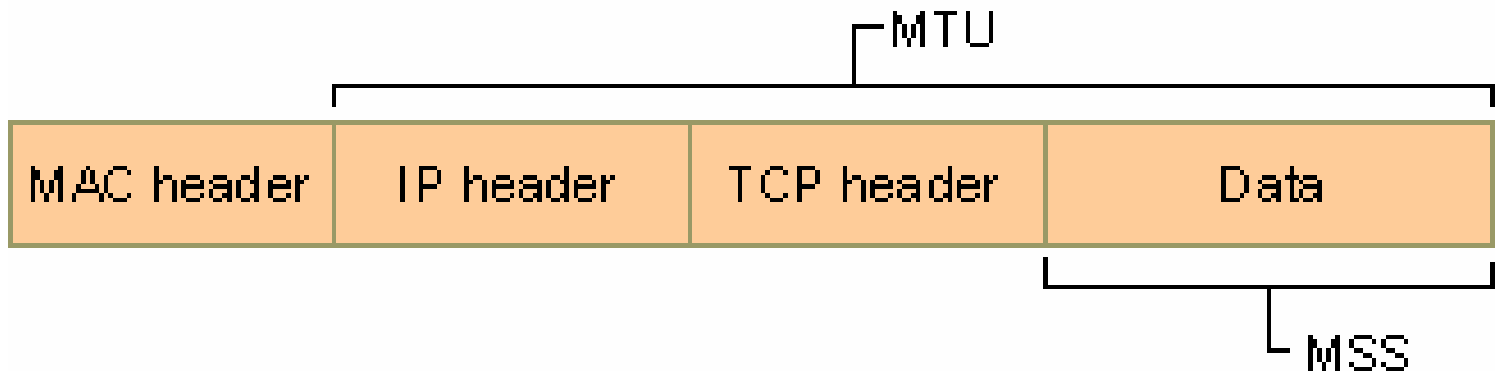 MTU
MAC header
IP header
TCP header
Data
MSS